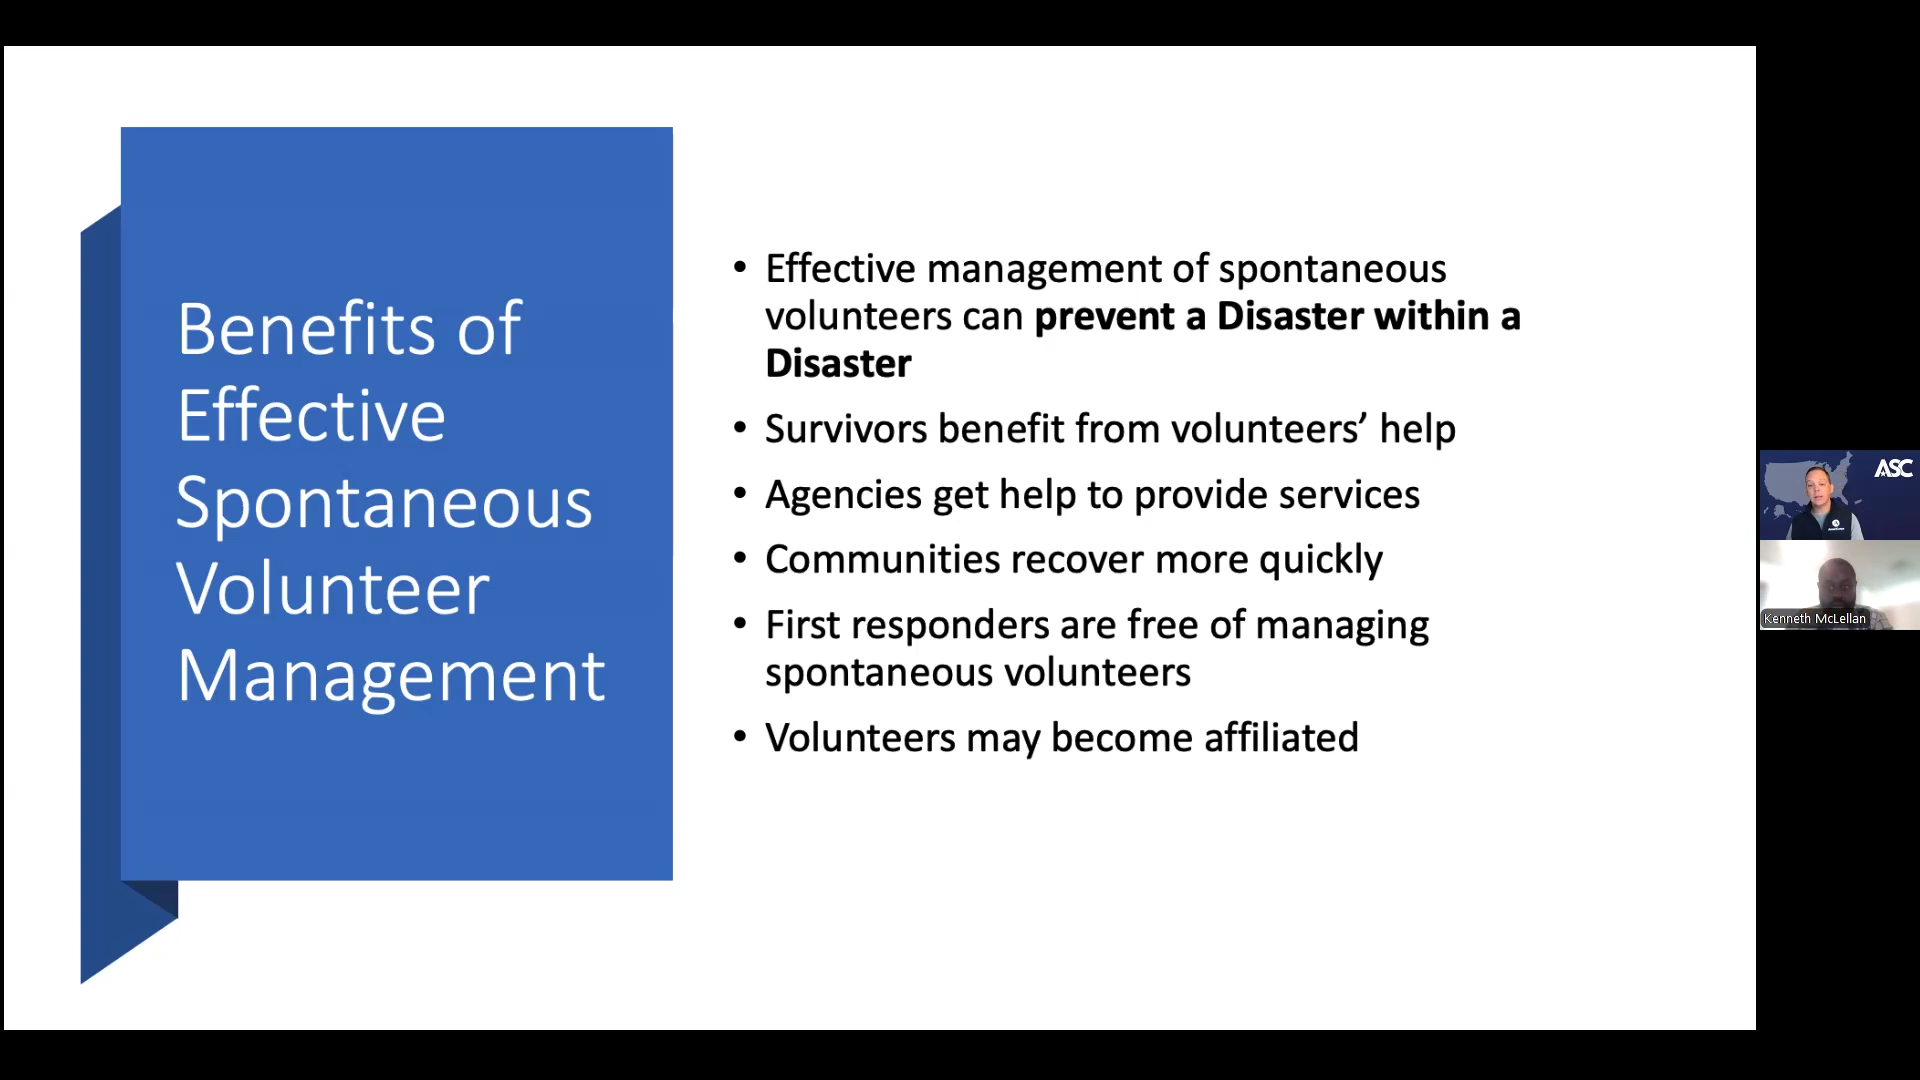 Benefits of
Effective
Spontaneous
Volunteer
Management
• Effective management of spontaneous
volunteers can prevent a Disaster within a
Disaster
• Survivors benefit from volunteers’ help
• Agencies get help to provide services
• Communities recover more quickly
• First responders are free of managing
spontaneous volunteers
• Volunteers may become affiliated
ASC
Kenneth McLellan